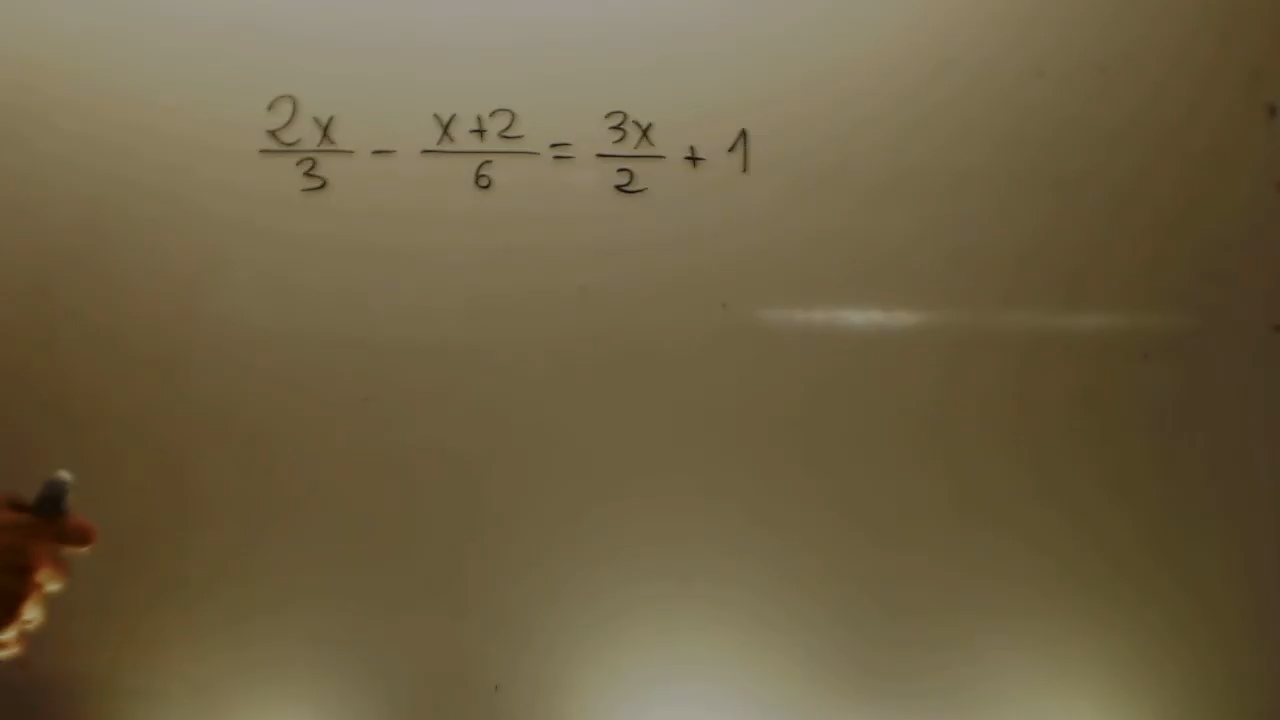 2x/3 - x+2/6 = 3x/2 + 1